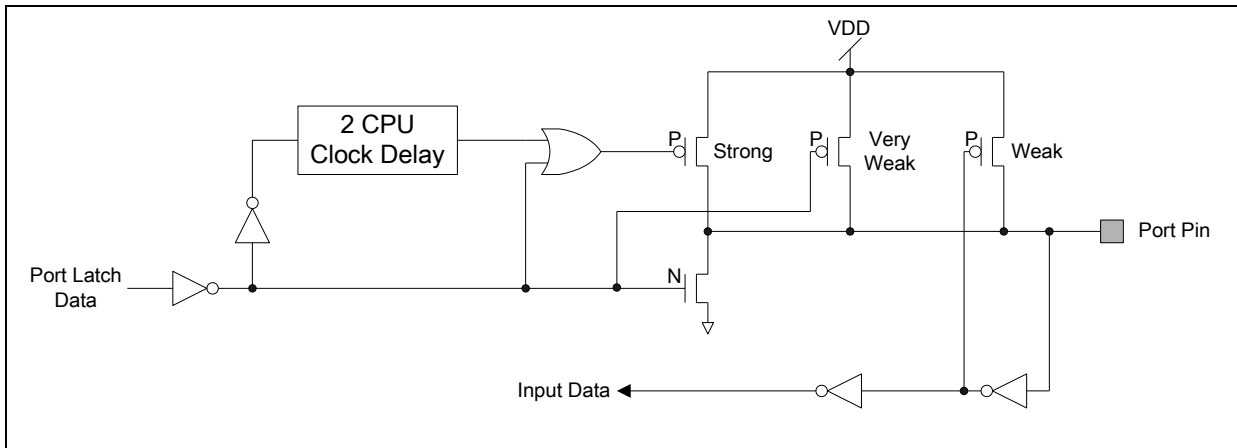 VDD
2 CPU
Clock Delay
P
Strong
P
Very
Weak
P
Weak
Port Pin
N
Port Latch
Data
Input Data